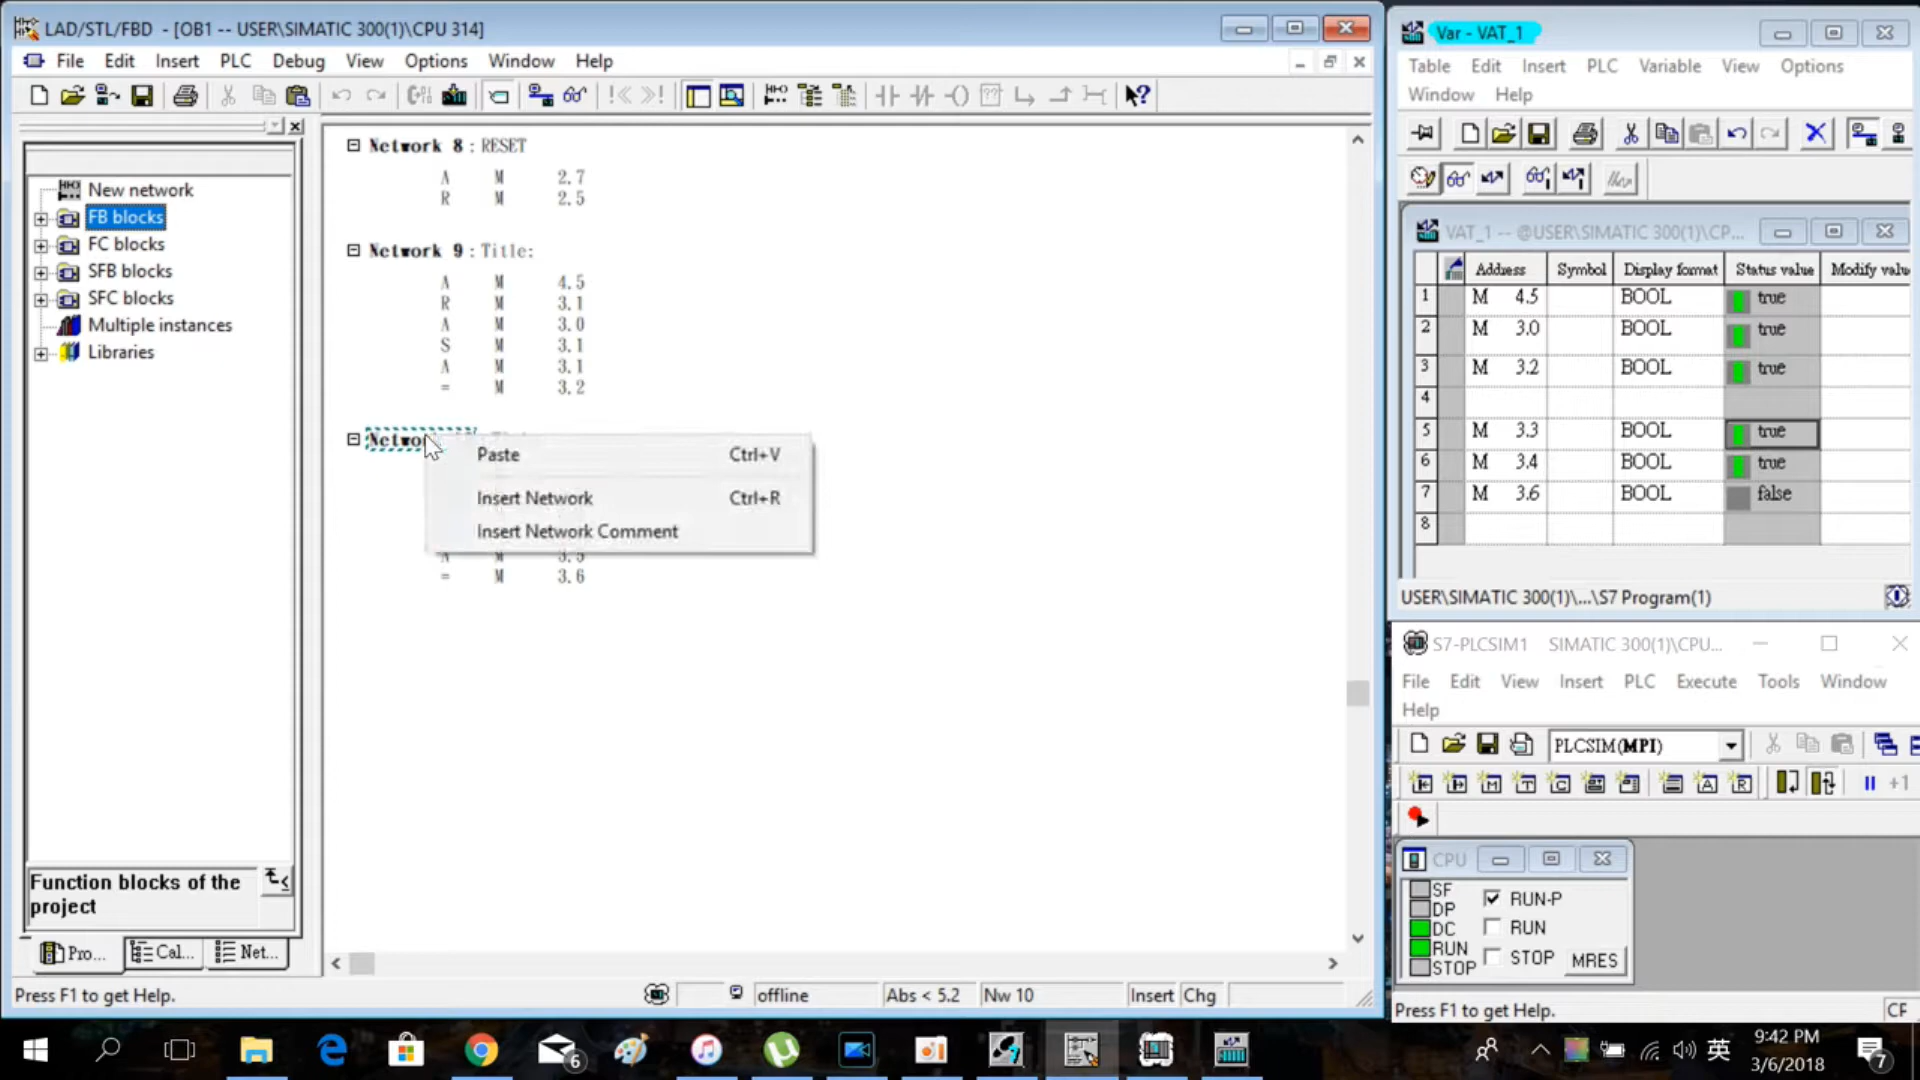 LAD/STL/FBD - [OB1 -- USER\SIMATIC 300(1)\CPU 314]
File Edit Insert PLC Debug View Options Window Help
New network
FB blocks
FC blocks
SFB blocks
SFC blocks
Multiple instances
Libraries
Function blocks of the
project
Pro... Cal... Net...
Network 8 : RESET
A M 2.7
R M 2.5
Network 9 : Title:
A M 4.5
R M 3.1
A M 3.0
S M 3.1
A M 3.1
= M 3.2
Paste Ctrl+V
Insert Network Ctrl+R
Insert Network Comment
A M 3.5
= M 3.6
Press F1 to get Help.
offline Abs < 5.2 Nw 10 Insert Chg
Var - VAT_1
Table Edit Insert PLC Variable View Options
Window Help
VAT_1 -- @USER\SIMATIC 300(1)\CP...
Address Symbol Display format Status value
1 M 4.5 BOOL true
2 M 3.0 BOOL true
3 M 3.2 BOOL true
4
5 M 3.3 BOOL true
6 M 3.4 BOOL true
7 M 3.6 BOOL false
8
USER\SIMATIC 300(1)\...\S7 Program(1)
S7-PLCSIM1 SIMATIC 300(1)\CPU...
File Edit View Insert PLC Execute Tools Window
Help
PLCSIM(MPI)
+1
CPU
SF
DP
DC
RUN
STOP
RUN-P
RUN
STOP
MRES
Press F1 to get Help.
CF
6
英
9:42 PM
3/6/2018
7